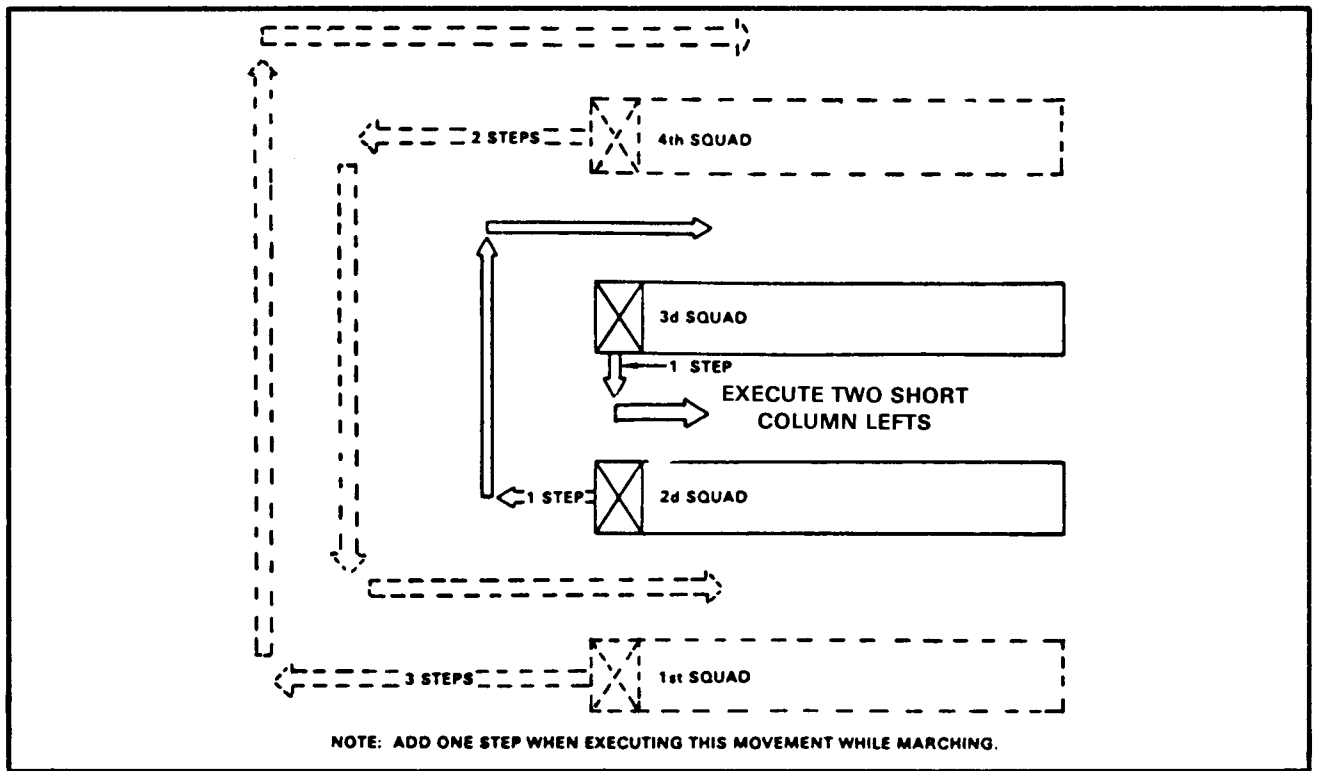 2 STEPS
4th SQUAD
3d SQUAD
1 STEP
EXECUTE TWO SHORT
COLUMN LEFTS
1 STEP
2d SQUAD
3 STEPS
1st SQUAD
NOTE: ADD ONE STEP WHEN EXECUTING THIS MOVEMENT WHILE MARCHING.